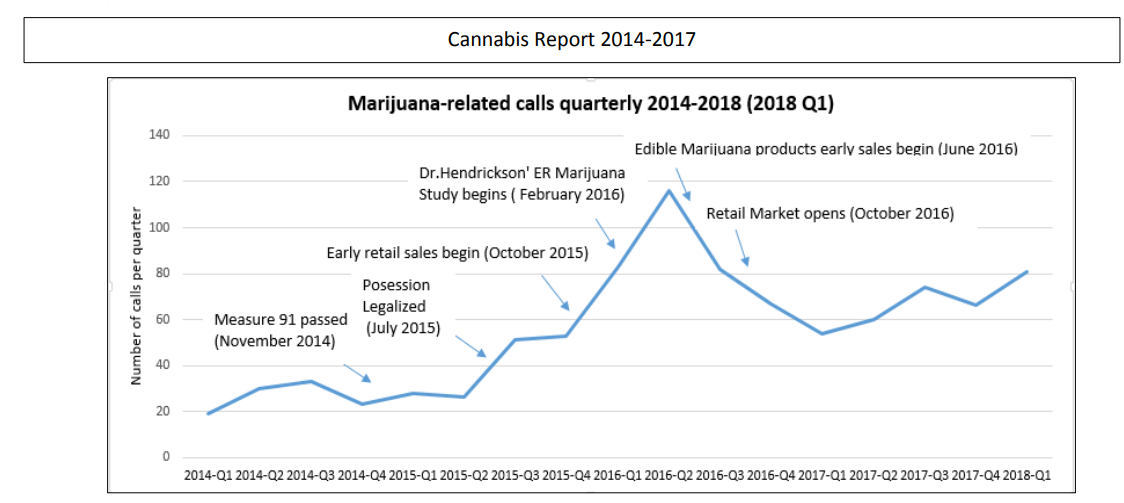 Cannabis Report 2014-2017
Marijuana-related calls quarterly 2014-2018 (2018 Q1)
Number of calls per quarter
140
120
100
80
60
40
20
0
Edible Marijuana products early sales begin (June 2016)
Dr.Hendrickson' ER Marijuana
Study begins ( February 2016)
Retail Market opens (October 2016)
Early retail sales begin (October 2015)
Posession
Legalized
(July 2015)
Measure 91 passed
(November 2014)
2014-Q1 2014-Q2 2014-Q3 2014-Q4 2015-Q1 2015-Q2 2015-Q3 2015-Q4 2016-Q1 2016-Q2 2016-Q3 2016-Q4 2017-Q1 2017-Q2 2017-Q3 2017-Q4 2018-Q1